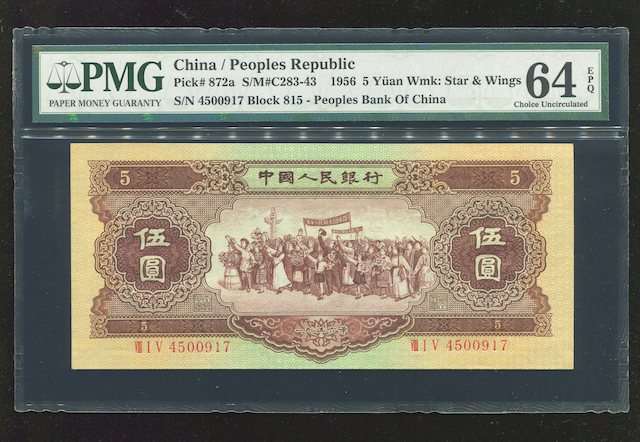 PMG
PAPER MONEY GUARANTY
China / Peoples Republic
Pick# 872a S/M#C283-43 1956 5 Yüan Wmk: Star & Wings
S/N 4500917 Block 815 - Peoples Bank Of China
64 EPQ
Choice Uncirculated
5 中國人民銀行 5
伍圓 伍圓
5 5
ⅧⅠⅤ 4500917 ⅧⅠⅤ 4500917